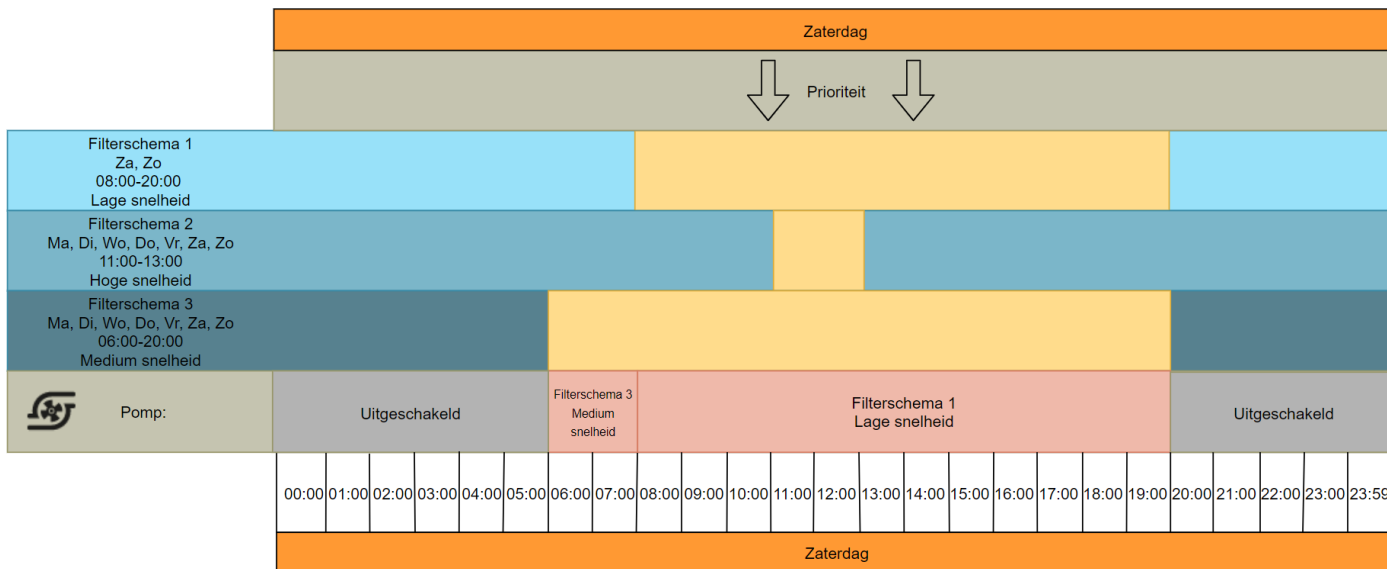 Zaterdag
Prioriteit
Filterschema 1
Za, Zo
08:00-20:00
Lage snelheid
Filterschema 2
Ma, Di, Wo, Do, Vr, Za, Zo
11:00-13:00
Hoge snelheid
Filterschema 3
Ma, Di, Wo, Do, Vr, Za, Zo
06:00-20:00
Medium snelheid
Pomp:
Uitgeschakeld
Filterschema 3
Medium
snelheid
Filterschema 1
Lage snelheid
Uitgeschakeld
00:00 01:00 02:00 03:00 04:00 05:00 06:00 07:00 08:00 09:00 10:00 11:00 12:00 13:00 14:00 15:00 16:00 17:00 18:00 19:00 20:00 21:00 22:00 23:00 23:59
Zaterdag